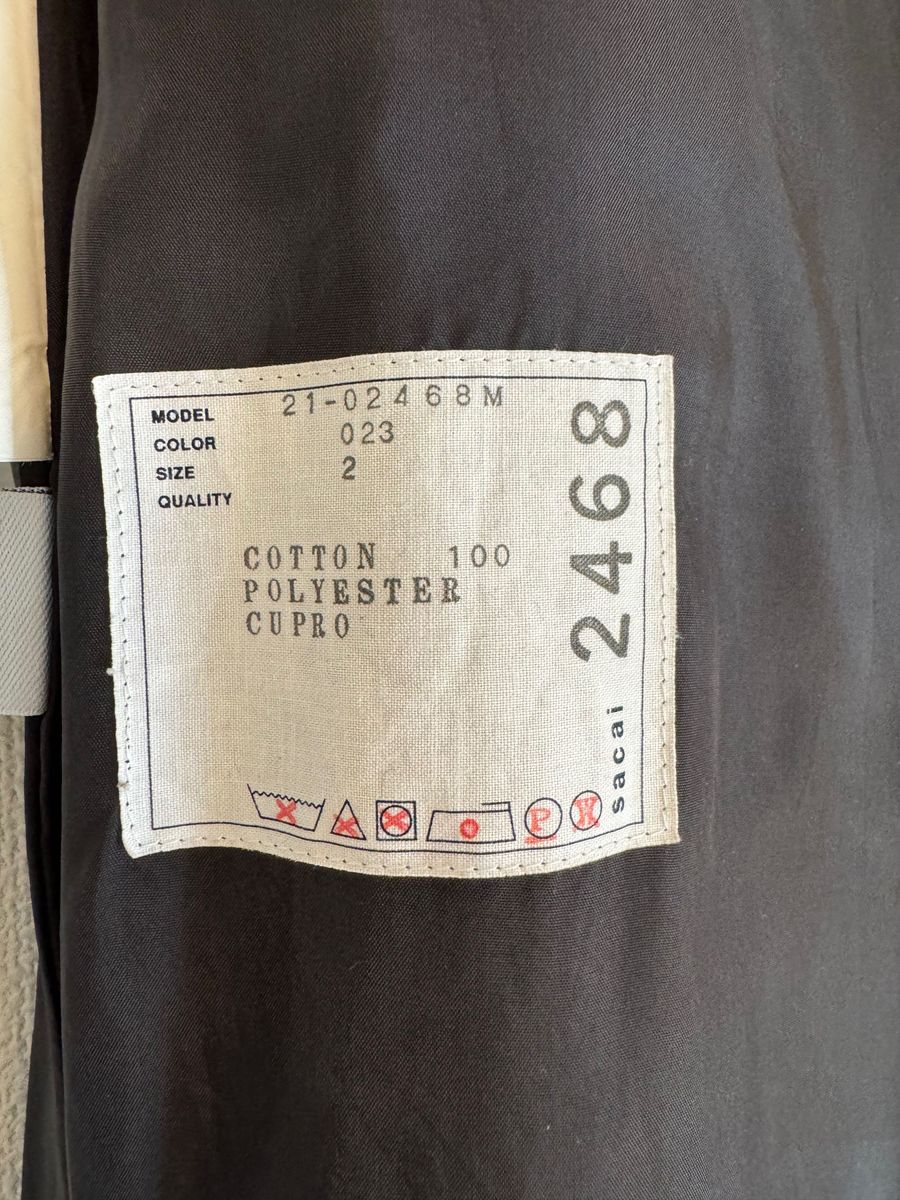 MODEL 21-02468M
COLOR 023
SIZE 2
QUALITY
COTTON 100
POLYESTER
CUPRO
2468
sacai
P
W